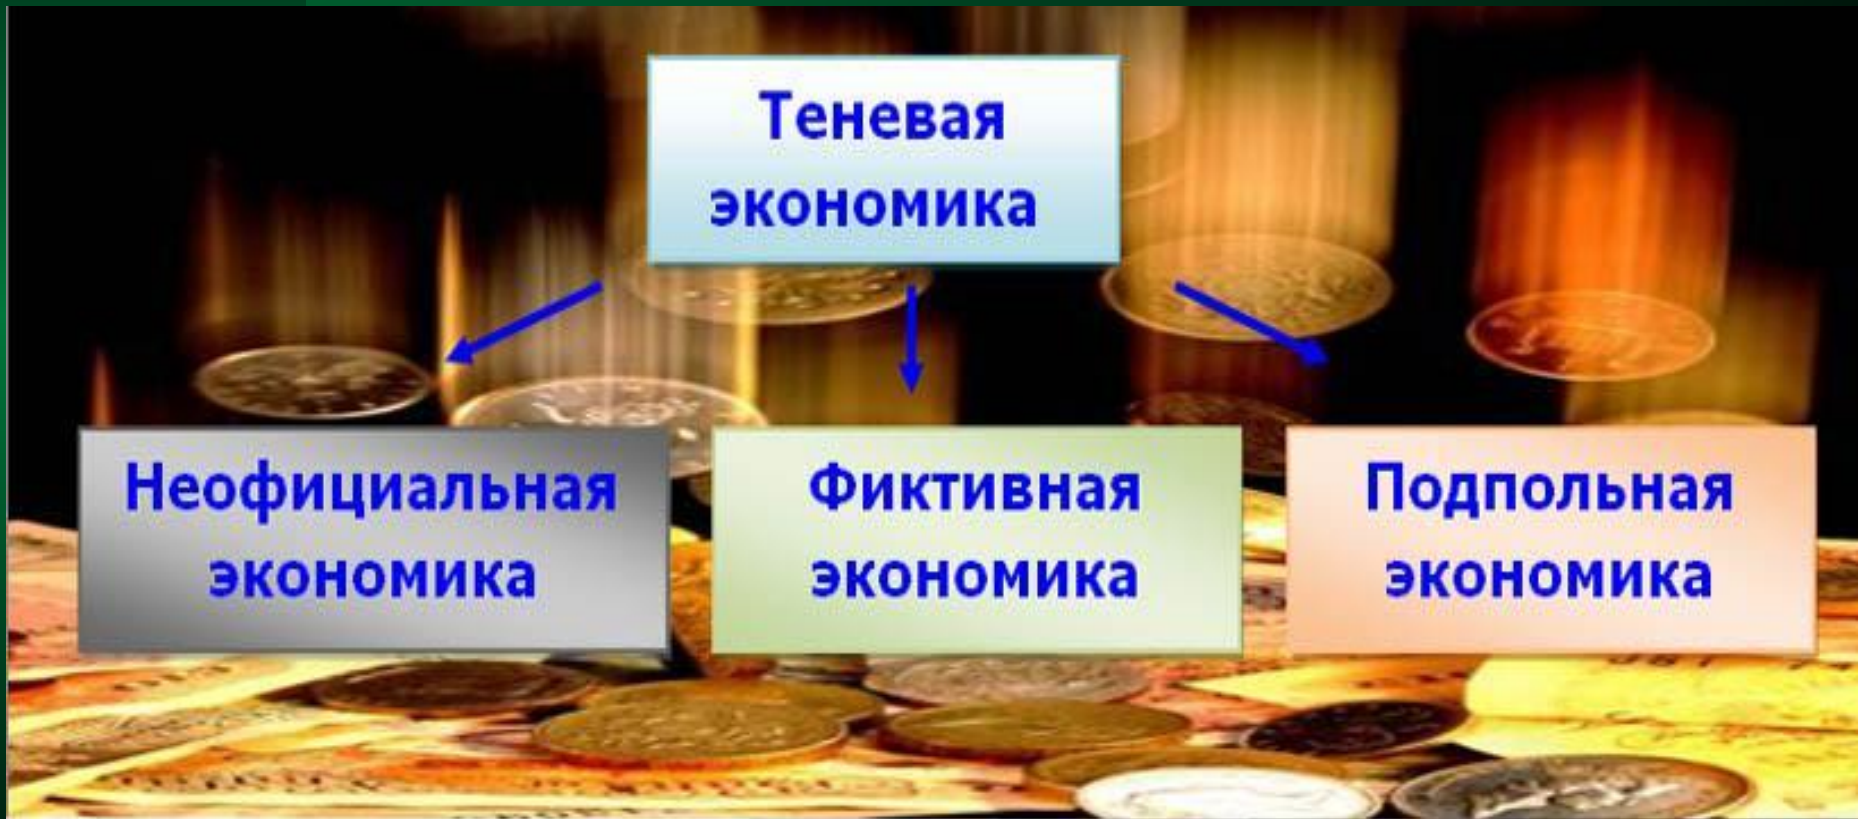 Теневая
экономика
Неофициальная
экономика
Фиктивная
экономика
Подпольная
экономика